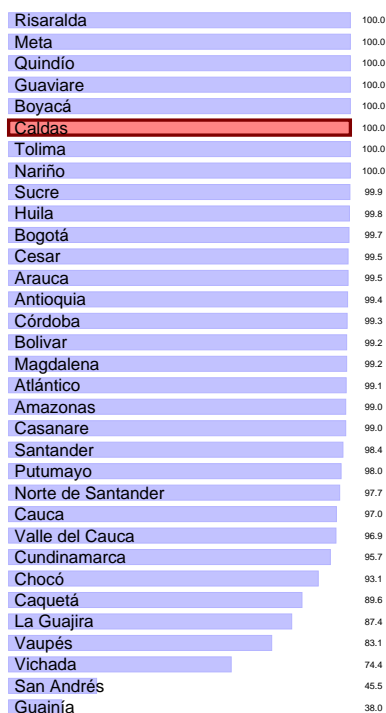 Risaralda 100.0
Meta 100.0
Quindío 100.0
Guaviare 100.0
Boyacá 100.0
Caldas 100.0
Tolima 100.0
Nariño 100.0
Sucre 99.9
Huila 99.8
Bogotá 99.7
Cesar 99.5
Arauca 99.5
Antioquia 99.4
Córdoba 99.3
Bolivar 99.2
Magdalena 99.2
Atlántico 99.1
Amazonas 99.0
Casanare 99.0
Santander 98.4
Putumayo 98.0
Norte de Santander 97.7
Cauca 97.0
Valle del Cauca 96.9
Cundinamarca 95.7
Chocó 93.1
Caquetá 89.6
La Guajira 87.4
Vaupés 83.1
Vichada 74.4
San Andrés 45.5
Guainía 38.0